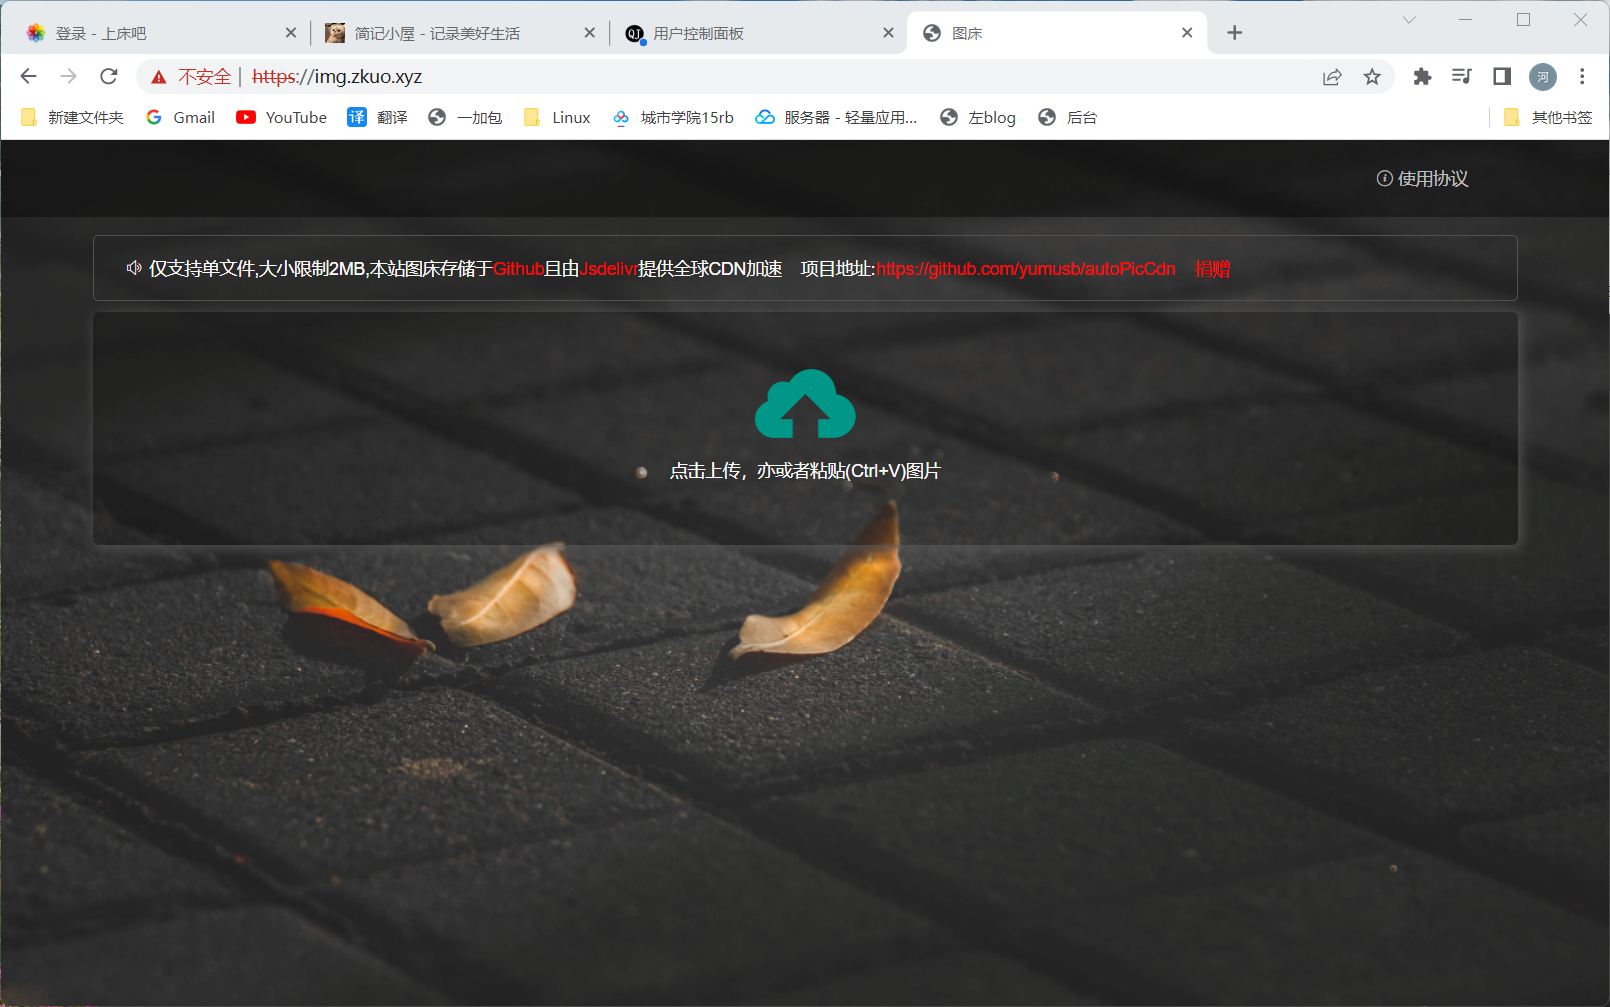 登录 - 上床吧
简记小屋 - 记录美好生活
用户控制面板
图床
不安全 | https://img.zkuo.xyz
河
新建文件夹
Gmail
YouTube
译 翻译
一加包
Linux
城市学院15rb
服务器 - 轻量应用...
左blog
后台
其他书签
使用协议
仅支持单文件,大小限制2MB,本站图床存储于Github且由Jsdelivr提供全球CDN加速 项目地址:https://github.com/yumusb/autoPicCdn 捐赠
点击上传，亦或者粘贴(Ctrl+V)图片